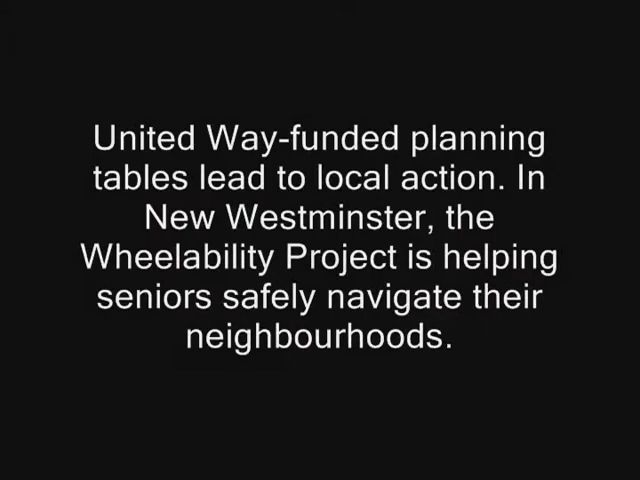 United Way-funded planning
tables lead to local action. In
New Westminster, the
Wheelability Project is helping
seniors safely navigate their
neighbourhoods.